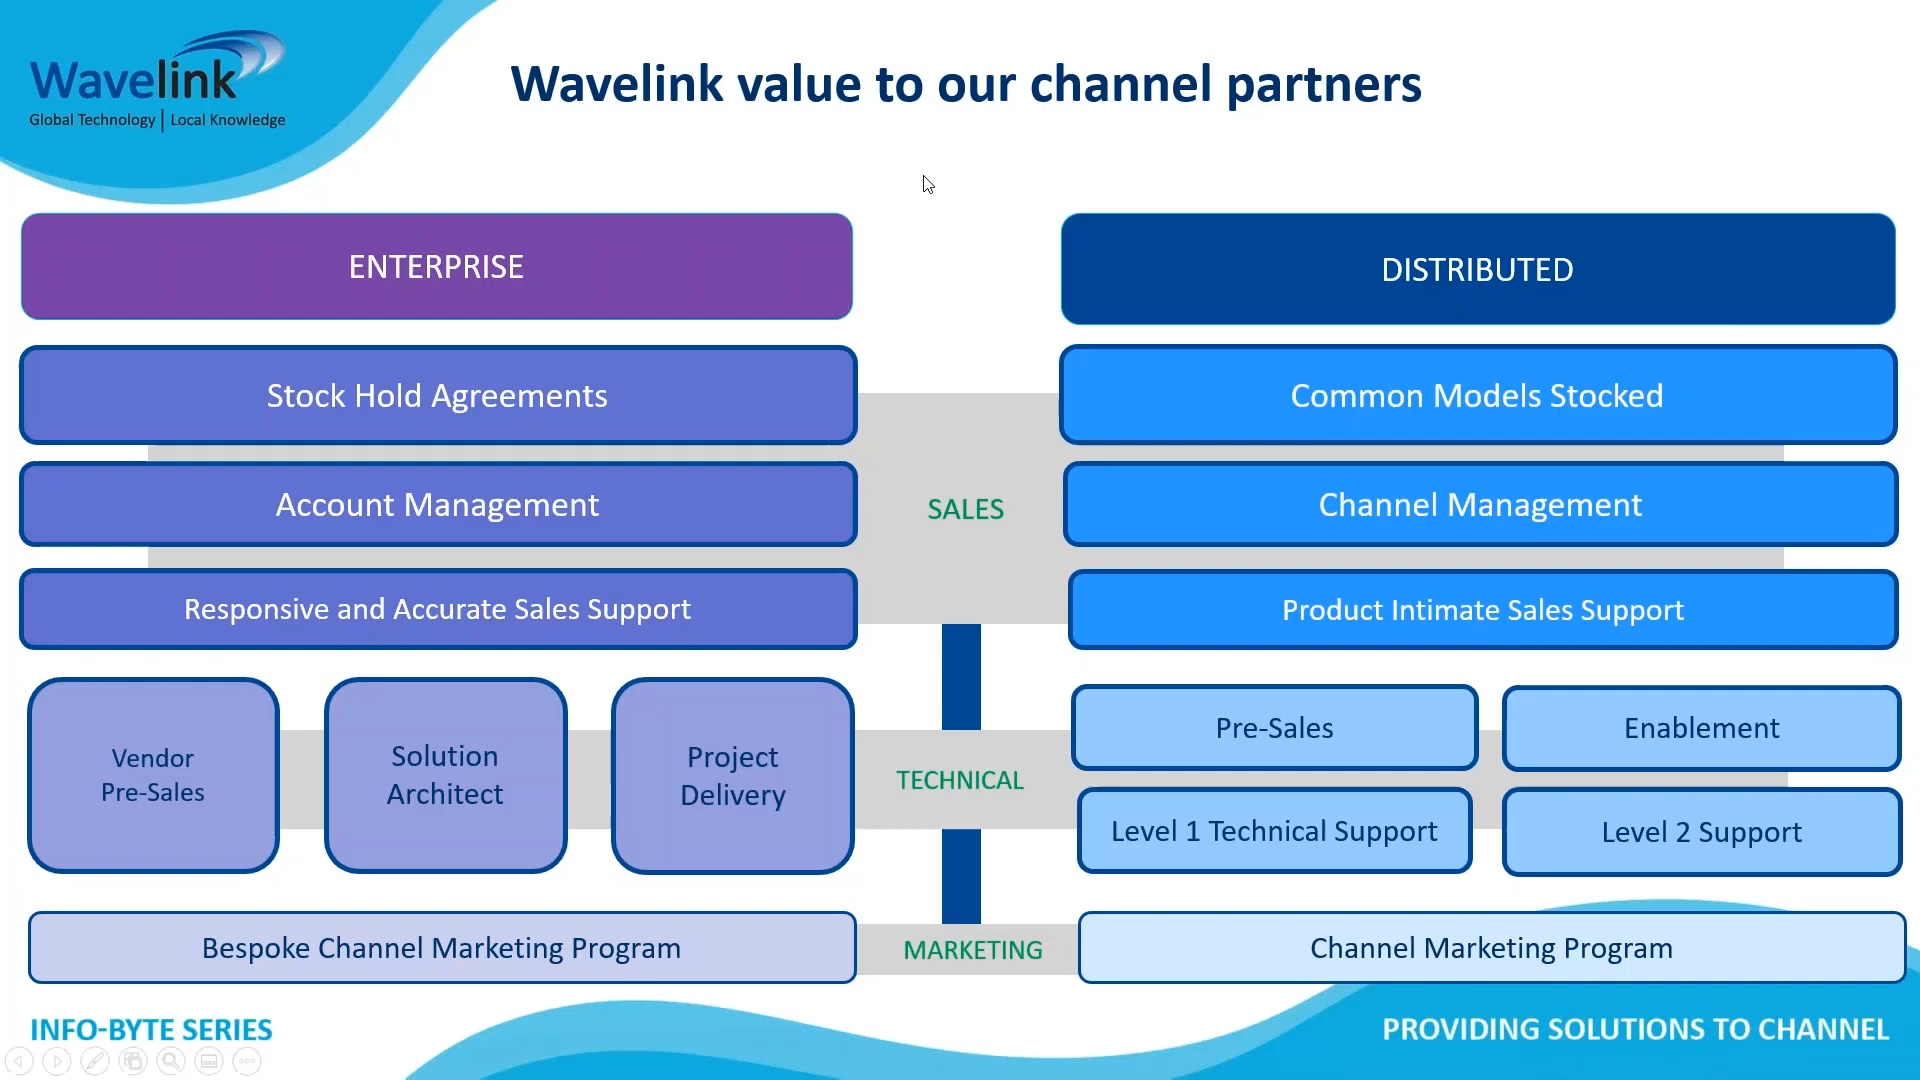 Wavelink
Global Technology | Local Knowledge
Wavelink value to our channel partners
ENTERPRISE
DISTRIBUTED
Stock Hold Agreements
Common Models Stocked
Account Management
SALES
Channel Management
Responsive and Accurate Sales Support
Product Intimate Sales Support
Vendor
Pre-Sales
Solution
Architect
Project
Delivery
TECHNICAL
Pre-Sales
Enablement
Level 1 Technical Support
Level 2 Support
Bespoke Channel Marketing Program
MARKETING
Channel Marketing Program
INFO-BYTE SERIES
PROVIDING SOLUTIONS TO CHANNEL